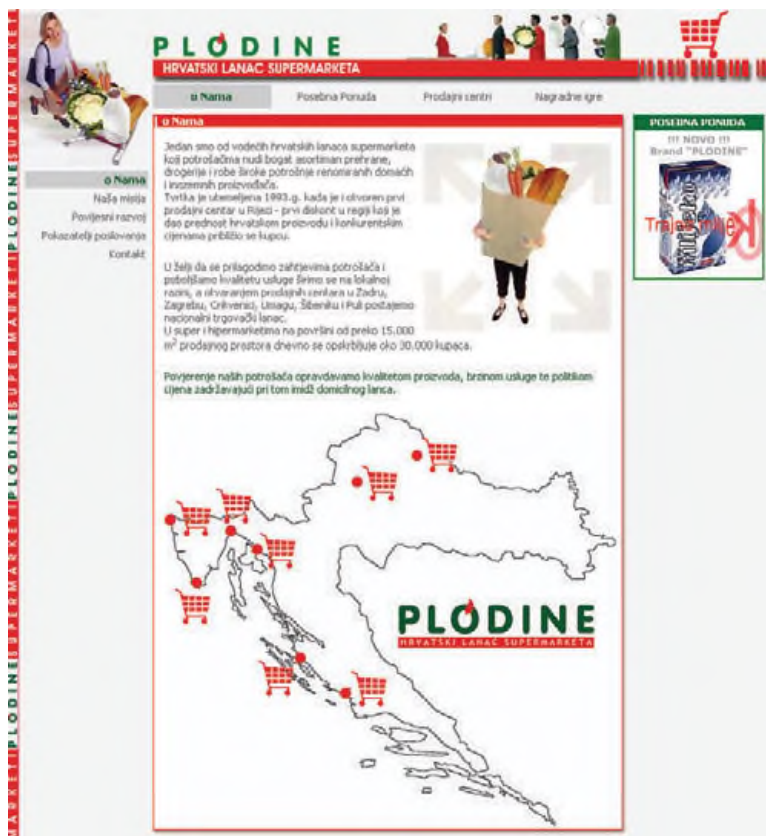 PLODINE
HRVATSKI LANAC SUPERMARKETA
o Nama
Posebna Ponuda
Prodajni centri
Nagradne igre
o Nama
Naša misija
Povijesni razvoj
Pokazatelji poslovanja
Kontakt
o Nama
Jedan smo od vodećih hrvatskih lanaca supermarketa
koji potrošačima nudi bogat asortiman prehrane,
drogerije i robe široke potrošnje renomiranih domaćih
i inozemnih proizvođača.
Tvrtka je utemeljena 1993.g. kada je i otvoren prvi
prodajni centar u Rijeci - prvi diskont u regiji koji je
dao prednost hrvatskom proizvodu i konkurentskim
cijenama približio se kupcu.
U želji da se prilagodimo zahtjevima potrošača i
poboljšamo kvalitetu usluge širimo se na lokalnoj
razini, a otvaranjem prodajnih centara u Zadru,
Zagrebu, Crikvenici, Umagu, Šibeniku i Puli postajemo
nacionalni trgovački lanac.
U super i hipermarketima na površini od preko 15.000
m² prodajnog prostora dnevno se opskrbljuje oko 30.000 kupaca.
Povjerenje naših potrošača opravdavamo kvalitetom proizvoda, brzinom usluge te politikom
cijena zadržavajući pri tom imidž domicilnog lanca.
PLODINE
HRVATSKI LANAC SUPERMARKETA
POSEBNA PONUDA
!!! NOVO !!!
Brand "PLODINE"
mlijeko
Trajno mlije
MARKETIPLODINESUPERMARKETIPLODINESUPERMARKETIPLODINESUPERMARKETI